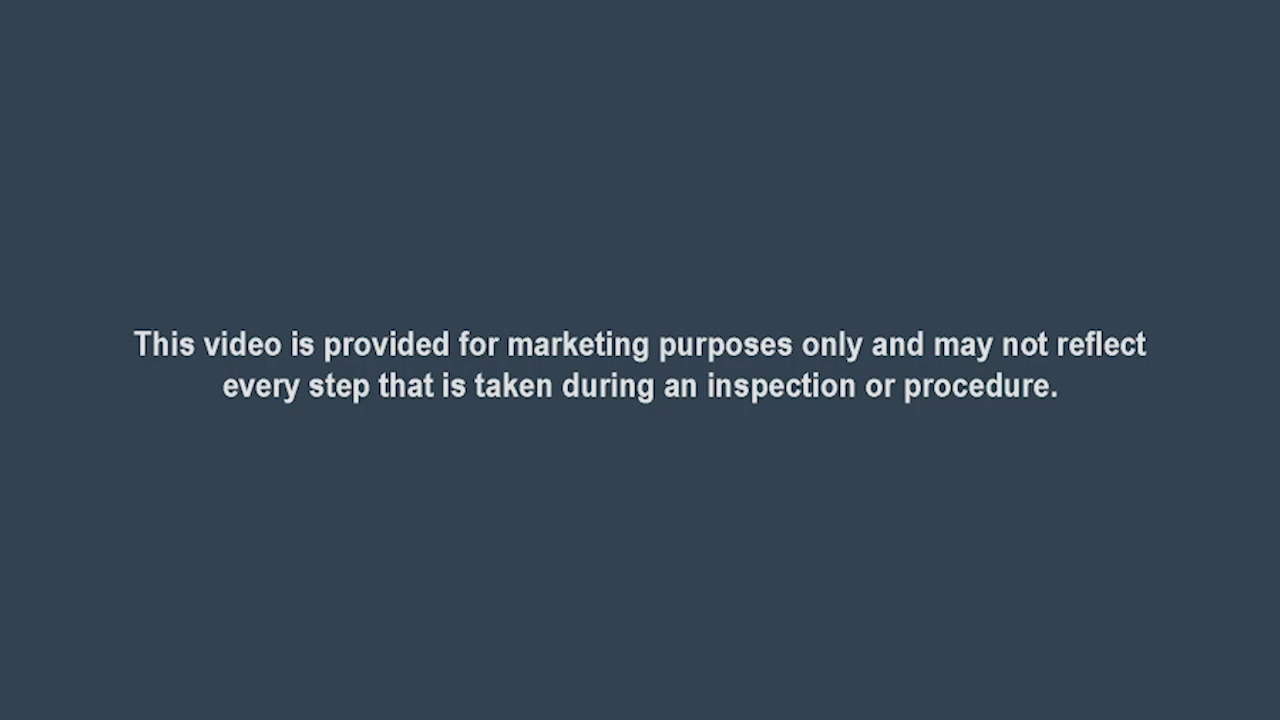 This video is provided for marketing purposes only and may not reflect
every step that is taken during an inspection or procedure.